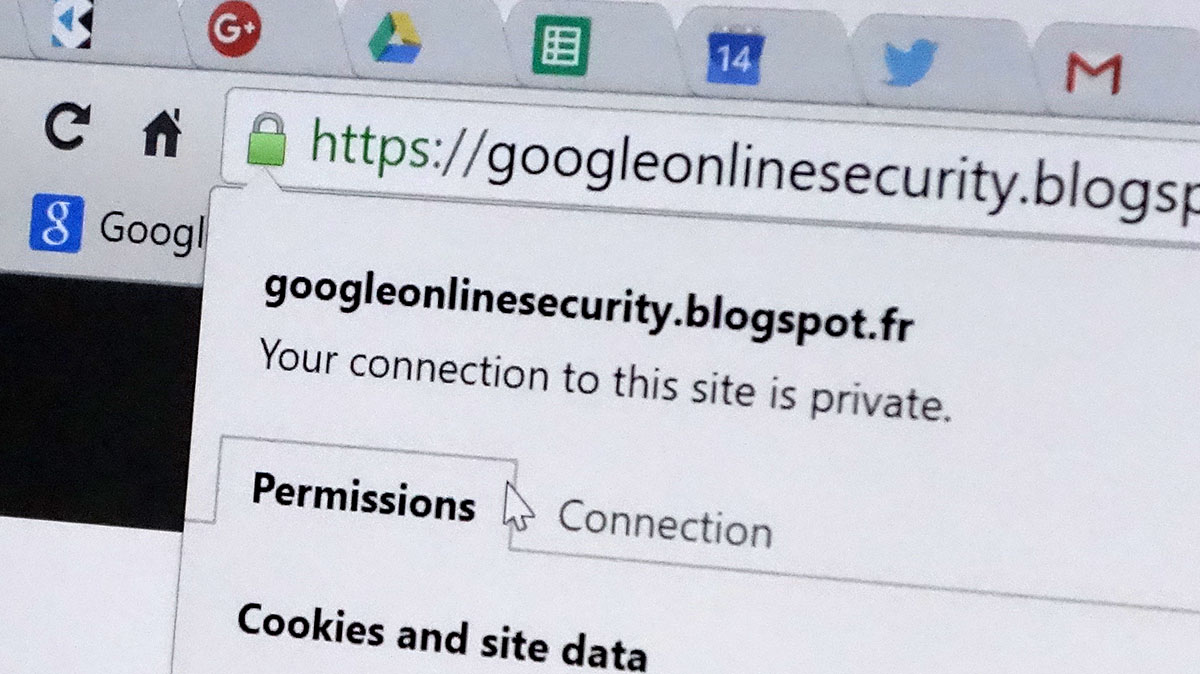 G+
14
https://googleonlinesecurity.blogsp
g Googl
googleonlinesecurity.blogspot.fr
Your connection to this site is private.
Permissions
Connection
Cookies and site data